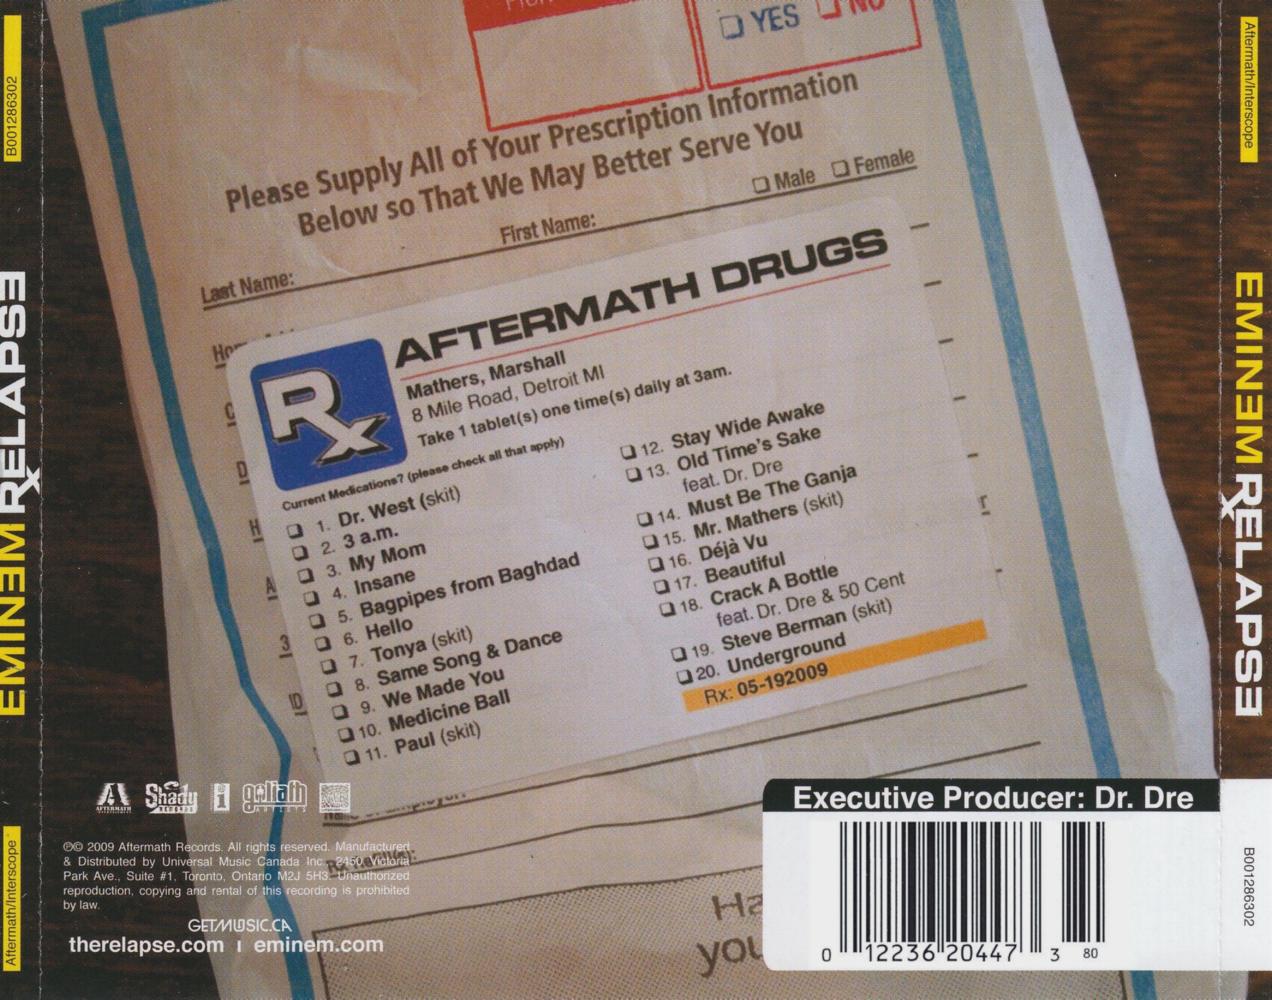 B001286302
EMINEM RELAPSE
Aftermath/Interscope
YES
NO
Please Supply All of Your Prescription Information
Below so That We May Better Serve You
Male
Female
First Name:
Last Name:
Rx
AFTERMATH DRUGS
Mathers, Marshall
8 Mile Road, Detroit MI
Take 1 tablet(s) one time(s) daily at 3am.
Current Medications? (please check all that apply)
1. Dr. West (skit)
2. 3 a.m.
3. My Mom
4. Insane
5. Bagpipes from Baghdad
6. Hello
7. Tonya (skit)
8. Same Song & Dance
9. We Made You
10. Medicine Ball
11. Paul (skit)
12. Stay Wide Awake
13. Old Time's Sake
feat. Dr. Dre
14. Must Be The Ganja
15. Mr. Mathers (skit)
16. Déjà Vu
17. Beautiful
18. Crack A Bottle
feat. Dr. Dre & 50 Cent
19. Steve Berman (skit)
20. Underground
Rx: 05-192009
AFTERMATH
Shady
RECORDS
goliath
℗© 2009 Aftermath Records. All rights reserved. Manufactured
& Distributed by Universal Music Canada Inc., 2450 Victoria
Park Ave., Suite #1, Toronto, Ontario M2J 5H3. Unauthorized
reproduction, copying and rental of this recording is prohibited
by law.
GETMUSIC.CA
therelapse.com | eminem.com
Executive Producer: Dr. Dre
0 12236 20447 3 80
Aftermath/Interscope
EMINEM RELAPSE
B001286302